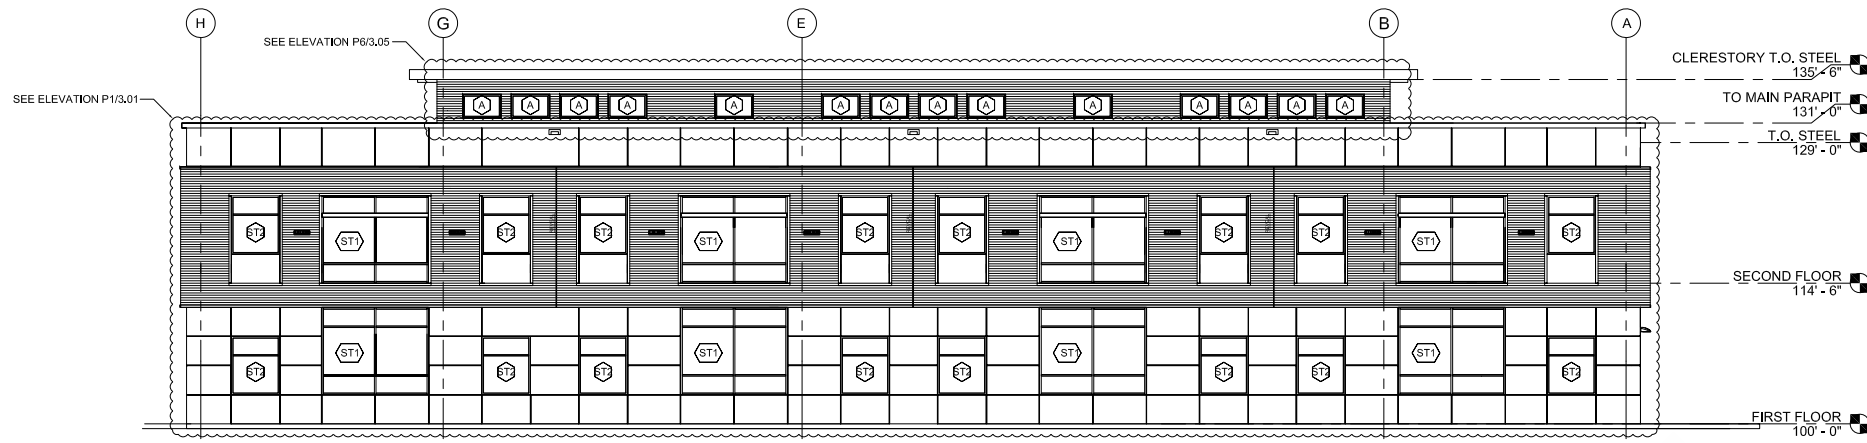 H G E B A
SEE ELEVATION P6/3.05
CLERESTORY T.O. STEEL
135' - 6"
SEE ELEVATION P1/3.01
A A A A A A A A A A A A A A
TO MAIN PARAPIT
131' - 0"
T.O. STEEL
129' - 0"
ST2 ST1 ST2 ST2 ST1 ST2 ST2 ST1 ST2 ST2 ST1 ST2
SECOND FLOOR
114' - 6"
ST2 ST1 ST2 ST2 ST1 ST2 ST2 ST1 ST2 ST2 ST1 ST2
FIRST FLOOR
100' - 0"